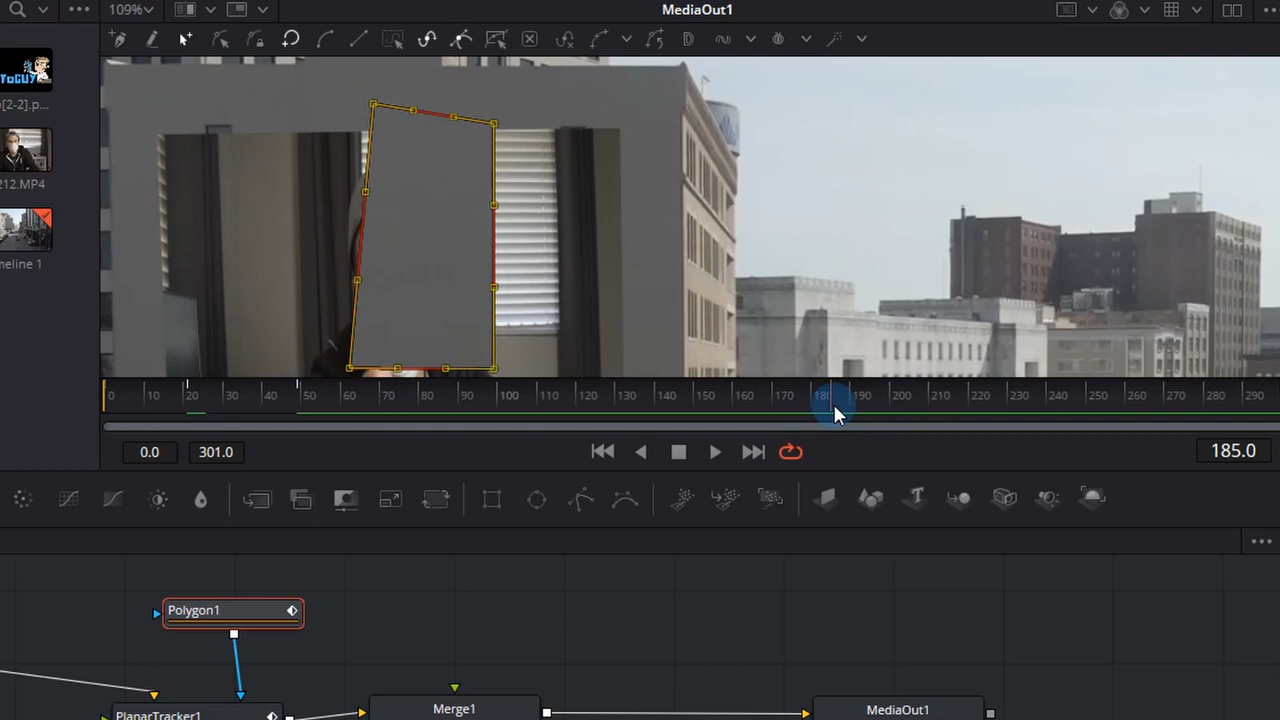 109%
MediaOut1
ToGUY
[2-2].p...
212.MP4
meline 1
0 10 20 30 40 50 60 70 80 90 100 110 120 130 140 150 160 170 180 190 200 210 220 230 240 250 260 270 280 290
0.0 301.0 185.0
Polygon1
PlanarTracker1
Merge1
MediaOut1